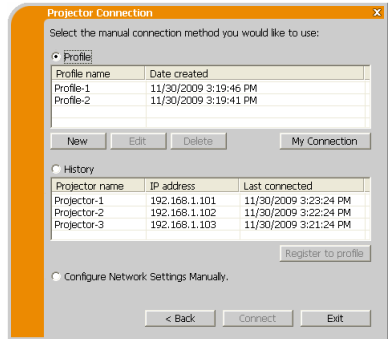 Projector Connection X
Select the manual connection method you would like to use:
Profile
Profile name Date created
Profile-1 11/30/2009 3:19:46 PM
Profile-2 11/30/2009 3:19:41 PM
New Edit Delete My Connection
History
Projector name IP address Last connected
Projector-1 192.168.1.101 11/30/2009 3:23:24 PM
Projector-2 192.168.1.102 11/30/2009 3:22:24 PM
Projector-3 192.168.1.103 11/30/2009 3:21:24 PM
Register to profile
Configure Network Settings Manually.
< Back Connect Exit